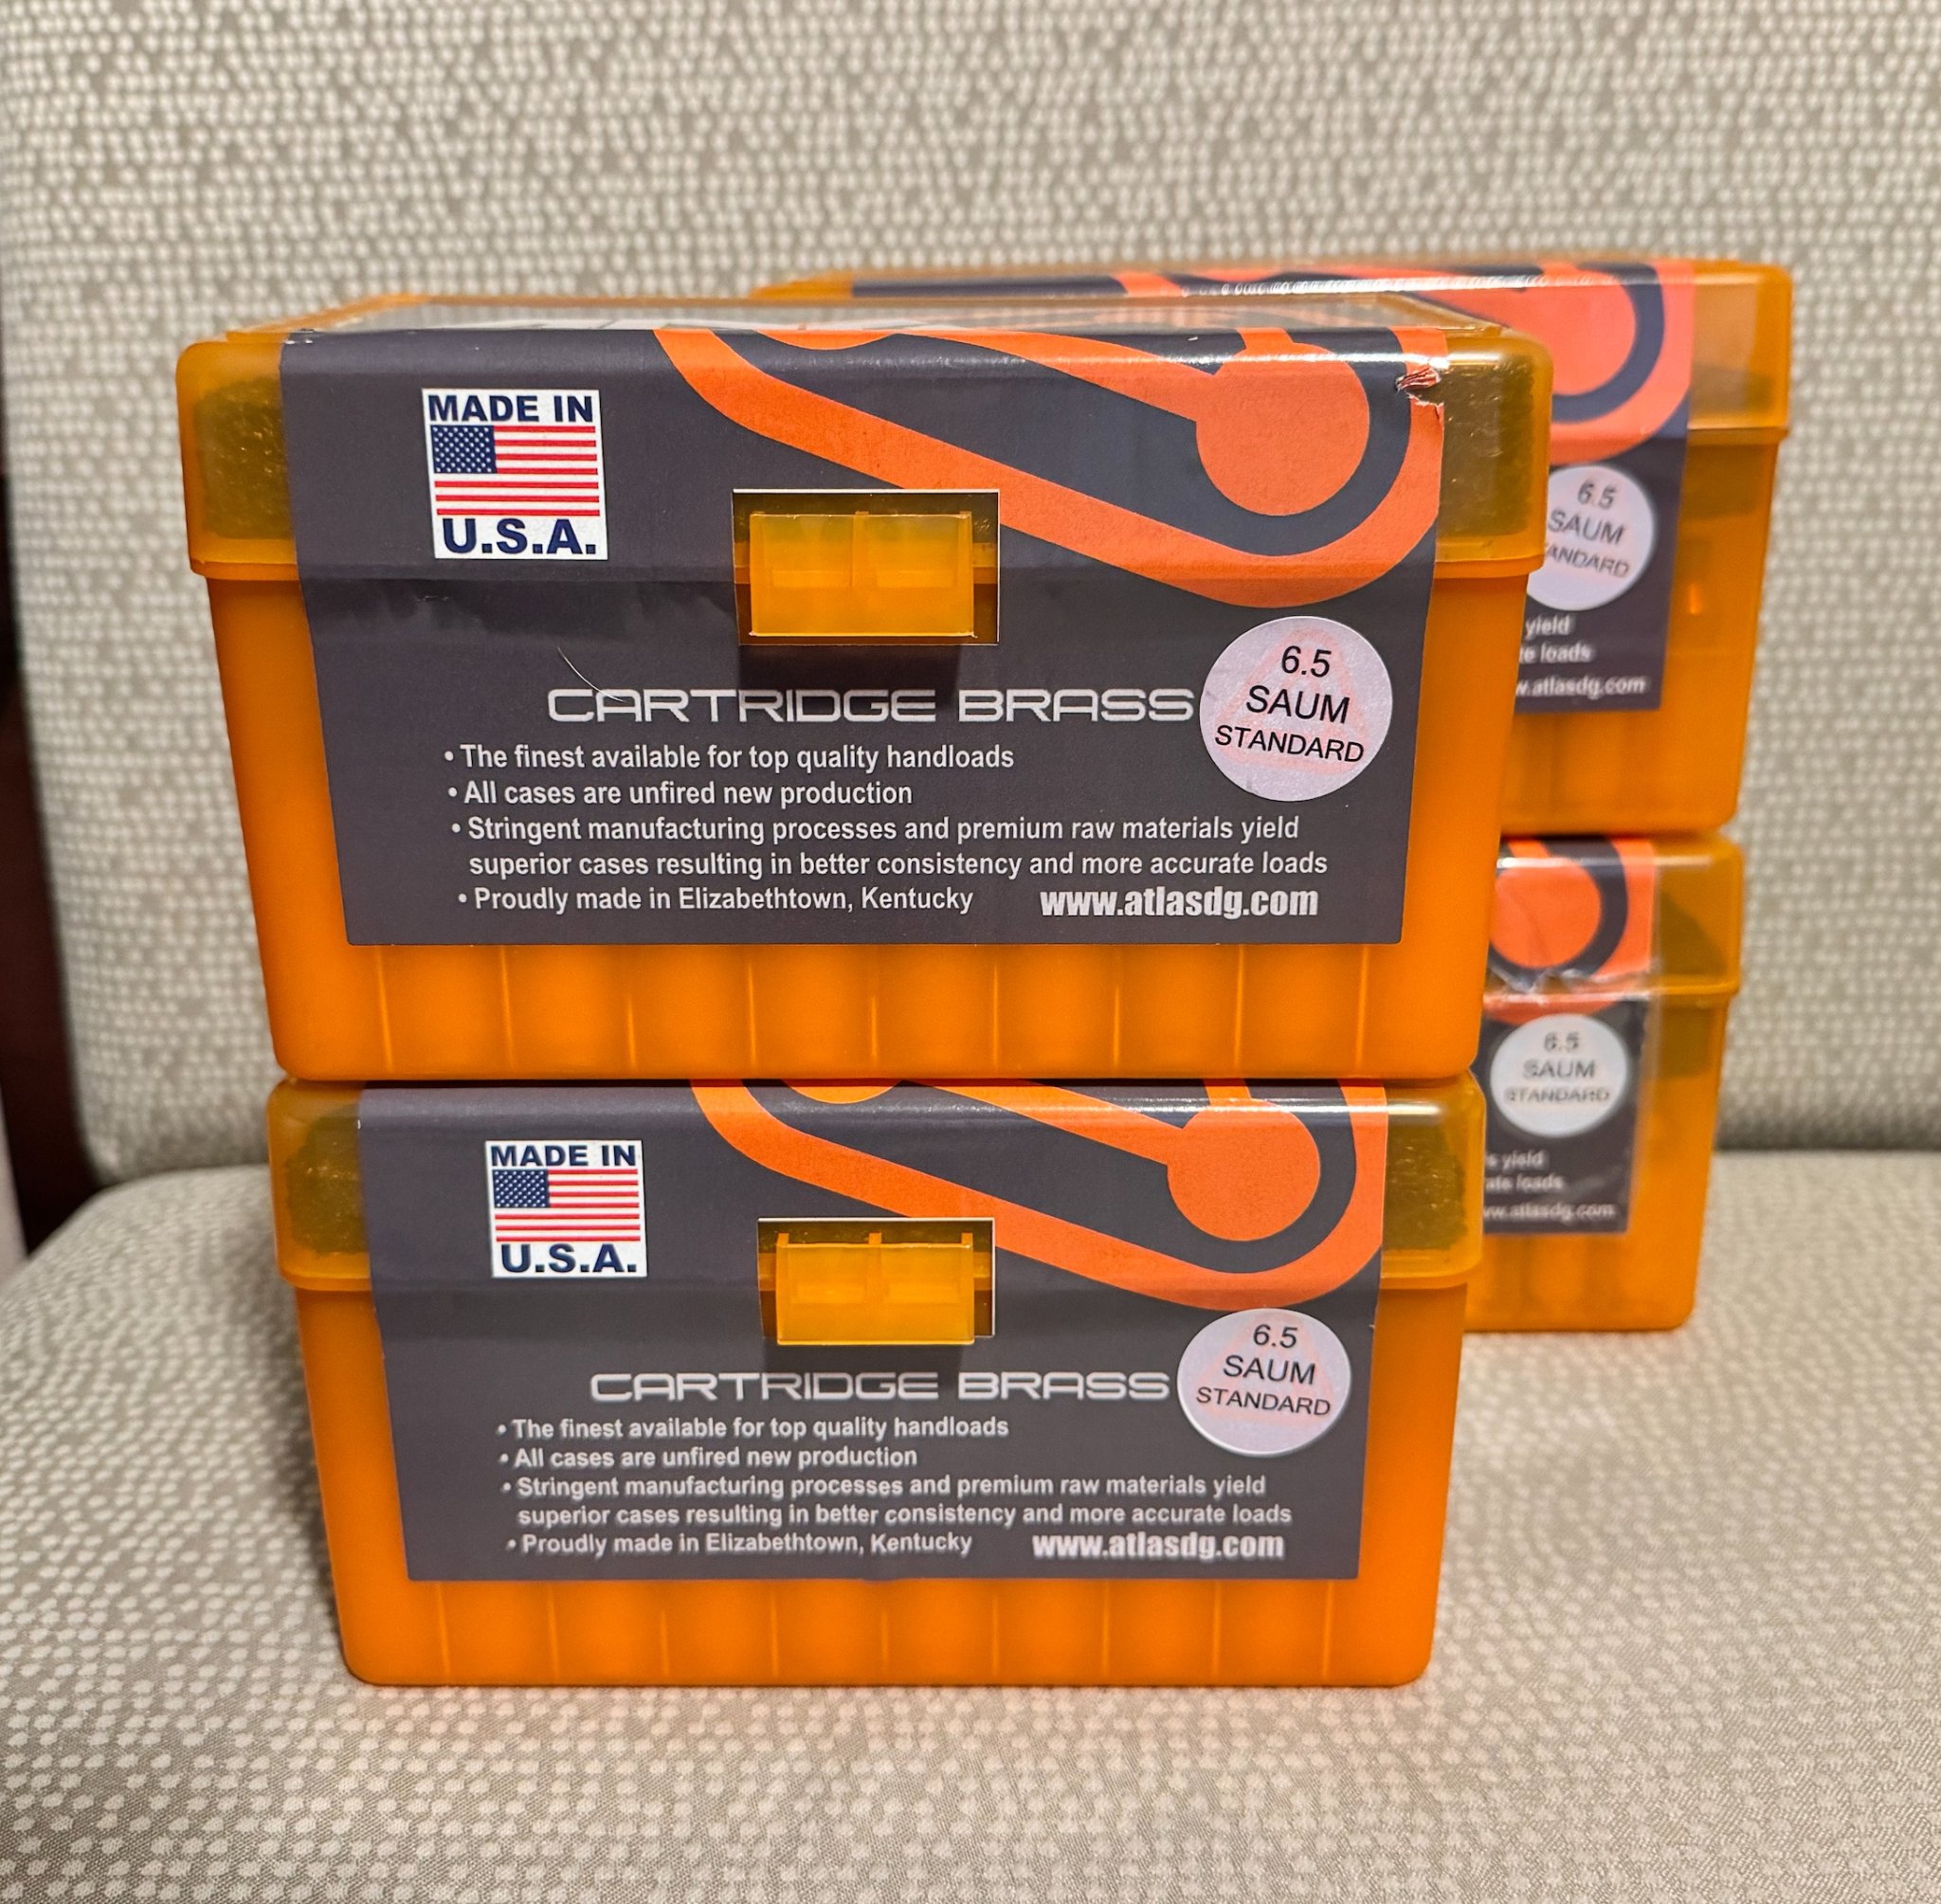 MADE IN
U.S.A.
CARTRIDGE BRASS
6.5
SAUM
STANDARD
• The finest available for top quality handloads
• All cases are unfired new production
• Stringent manufacturing processes and premium raw materials yield
superior cases resulting in better consistency and more accurate loads
• Proudly made in Elizabethtown, Kentucky www.atlasdg.com
MADE IN
U.S.A.
CARTRIDGE BRASS
6.5
SAUM
STANDARD
• The finest available for top quality handloads
• All cases are unfired new production
• Stringent manufacturing processes and premium raw materials yield
superior cases resulting in better consistency and more accurate loads
• Proudly made in Elizabethtown, Kentucky www.atlasdg.com
6.5
SAUM
ANDARD
yield
loads
w.atlasdg.com
6.5
SAUM
STANDARD
yield
loads
ww.atlasdg.com